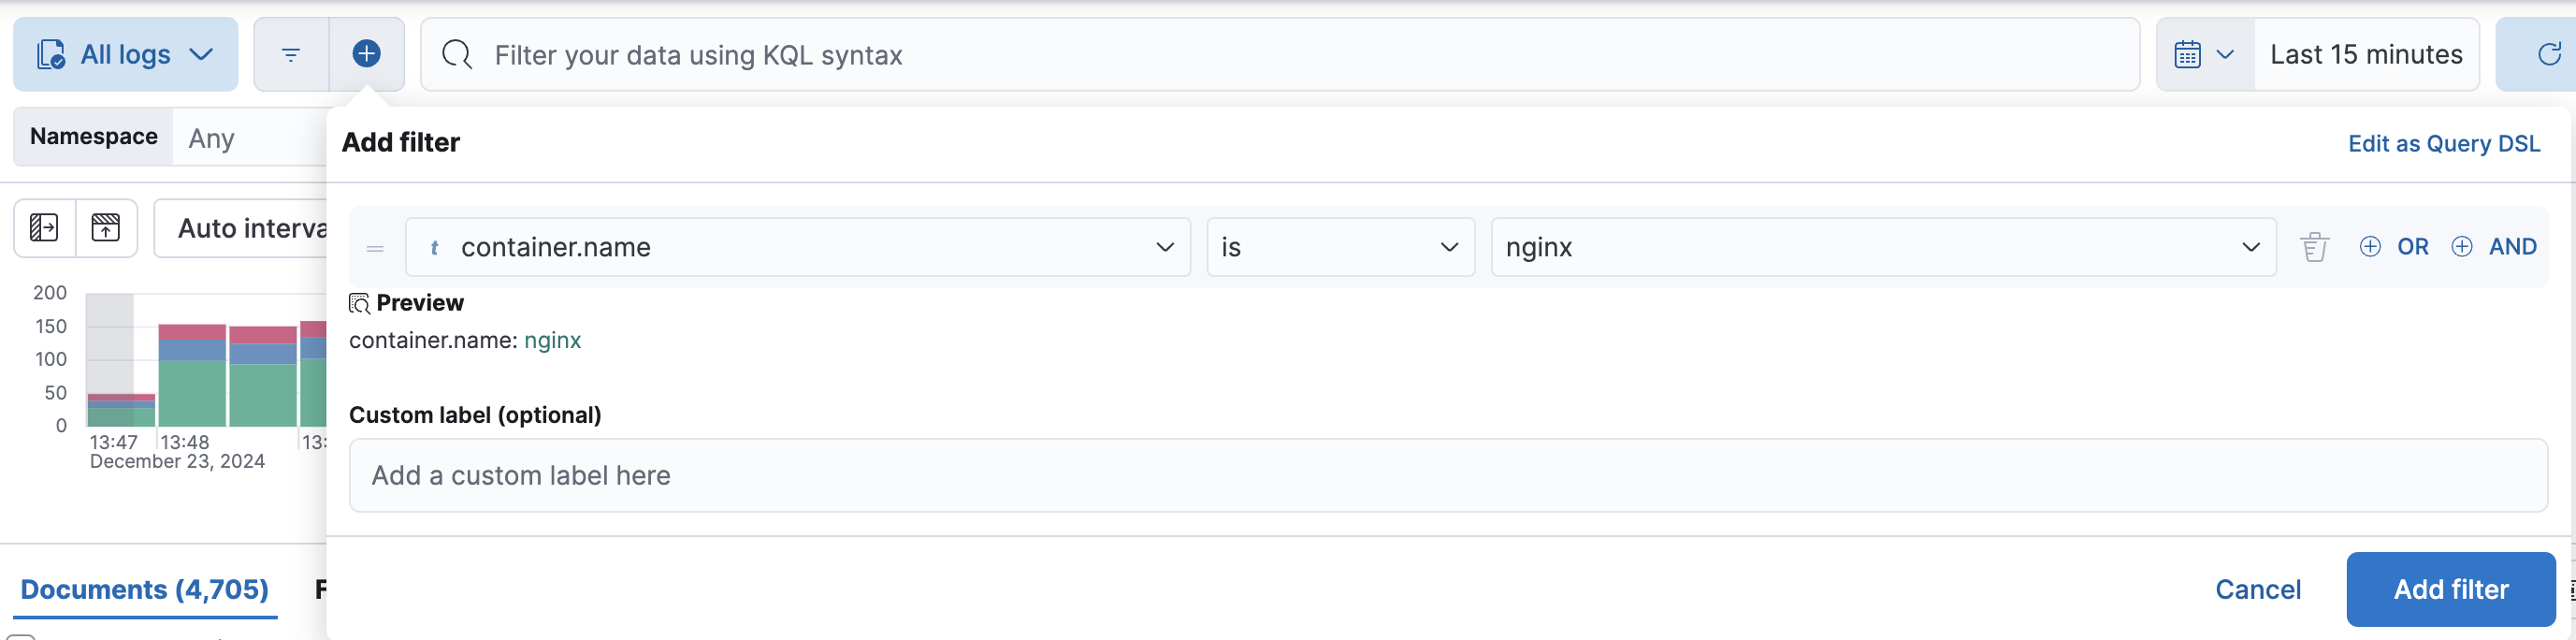 All logs
Filter your data using KQL syntax
Last 15 minutes
Namespace Any
Add filter
Edit as Query DSL
Auto interva
t container.name
is
nginx
OR
AND
Preview
container.name: nginx
200
150
100
50
0
13:47
13:48
13:
December 23, 2024
Custom label (optional)
Add a custom label here
Documents (4,705)
F
Cancel
Add filter